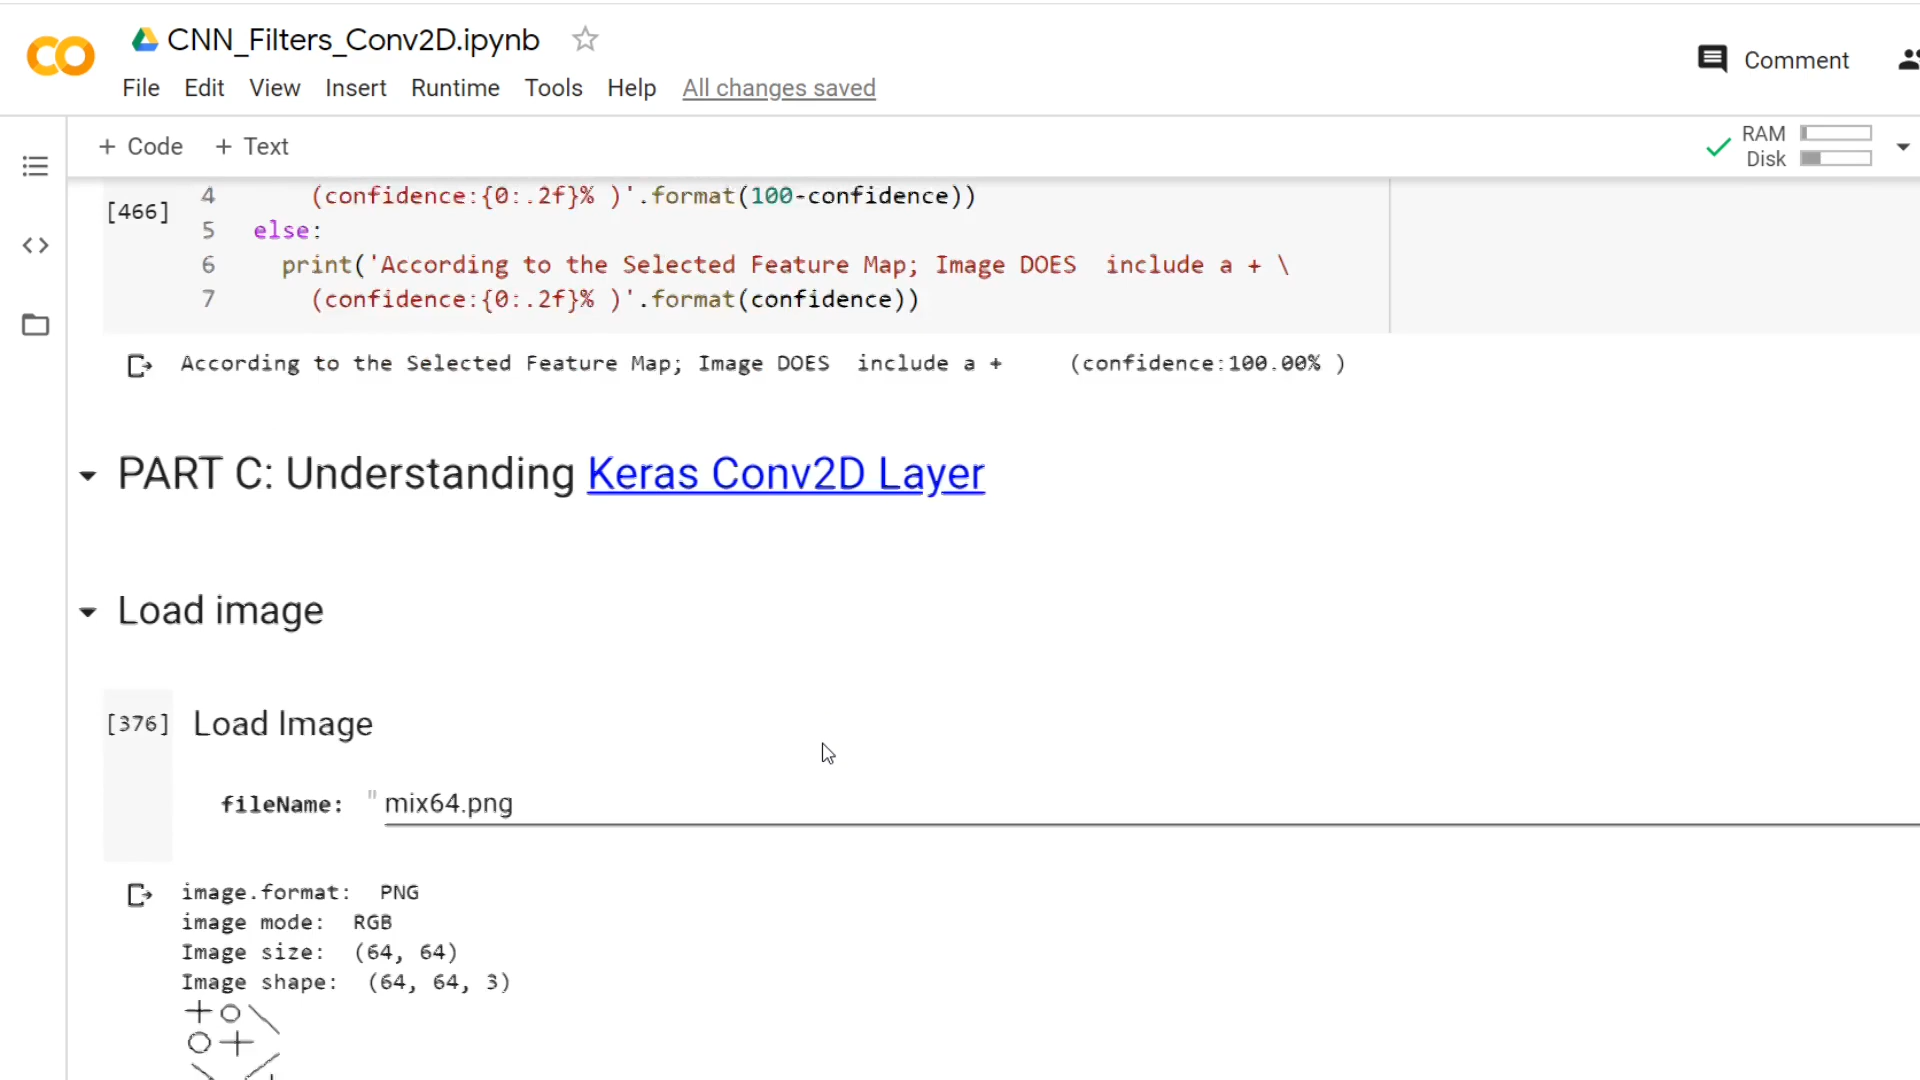 CNN_Filters_Conv2D.ipynb
Comment
File Edit View Insert Runtime Tools Help All changes saved
+ Code + Text
RAM
Disk
[466]
4 (confidence:{0:.2f}% )'.format(100-confidence))
5 else:
6 print('According to the Selected Feature Map; Image DOES  include a + \
7 (confidence:{0:.2f}% )'.format(confidence))
According to the Selected Feature Map; Image DOES  include a +     (confidence:100.00% )
PART C: Understanding Keras Conv2D Layer
Load image
[376] Load Image
fileName: " mix64.png
image.format:  PNG
image mode:  RGB
Image size:  (64, 64)
Image shape:  (64, 64, 3)